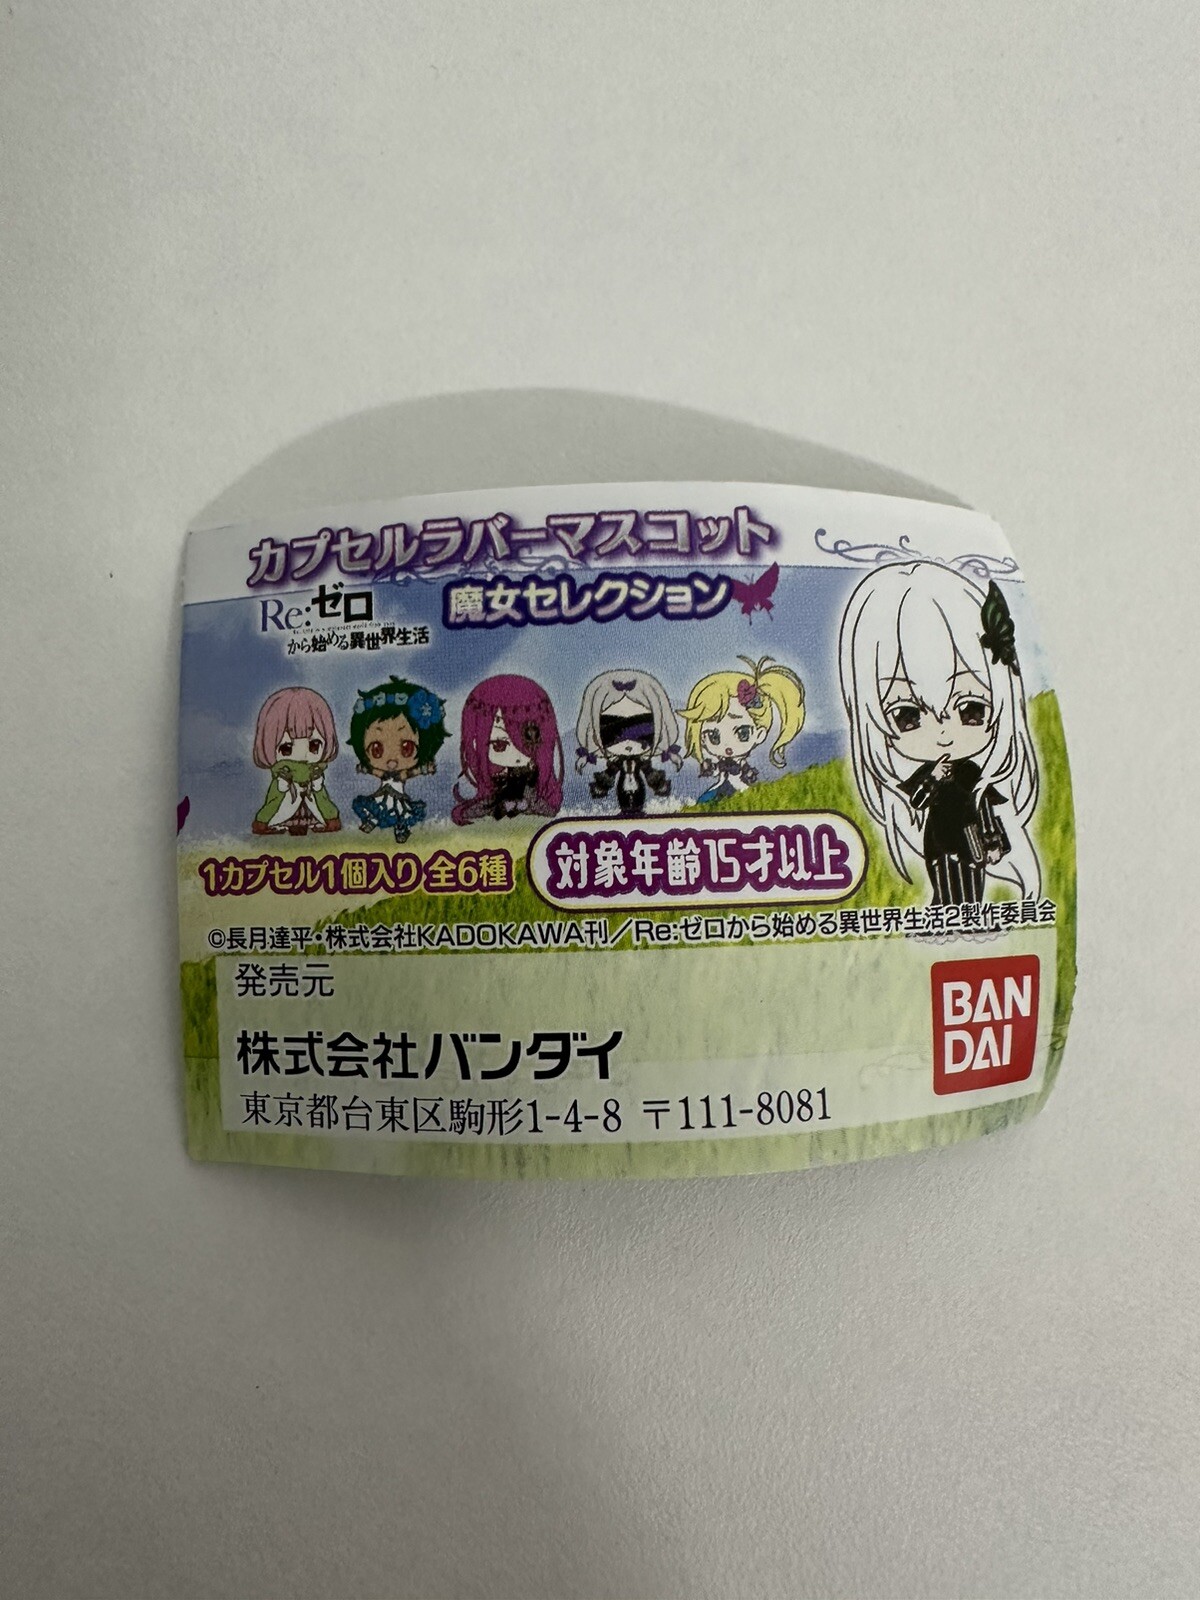 カプセルラバーマスコット
Re:ゼロ
から始める異世界生活
魔女セレクション
1カプセル1個入り 全6種
対象年齢15才以上
©長月達平・株式会社KADOKAWA刊/Re:ゼロから始める異世界生活2製作委員会
発売元
株式会社バンダイ
東京都台東区駒形1-4-8 〒111-8081
BAN
DAI